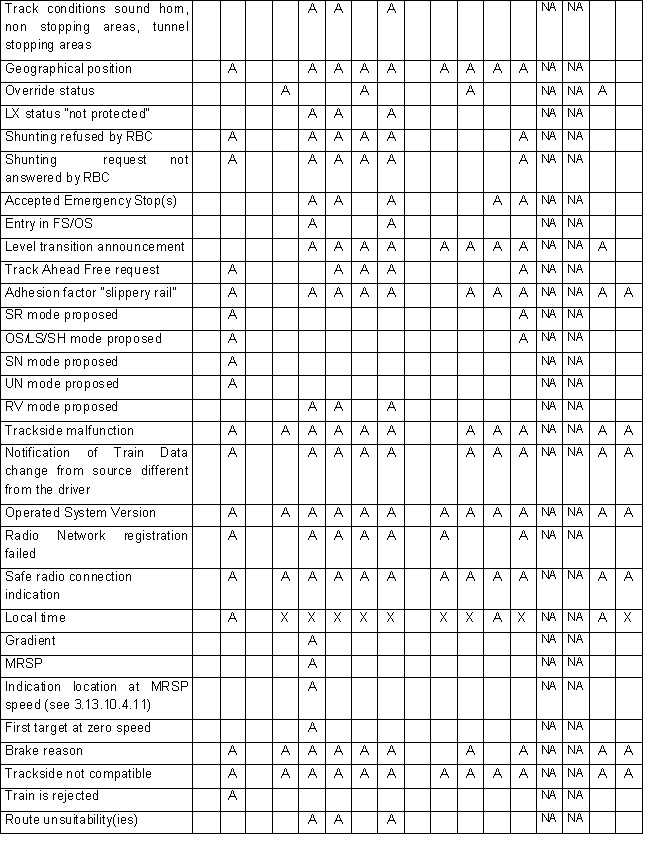 Track conditions sound horn, A A A NA NA
non stopping areas, tunnel
stopping areas
Geographical position A A A A A A A A A NA NA
Override status A A A NA NA A
LX status "not protected" A A A NA NA
Shunting refused by RBC A A A A A A NA NA
Shunting request not A A A A A A NA NA
answered by RBC
Accepted Emergency Stop(s) A A A A A NA NA
Entry in FS/OS A A NA NA
Level transition announcement A A A A A A A A NA NA A
Track Ahead Free request A A A A A NA NA
Adhesion factor "slippery rail" A A A A A A A A NA NA A A
SR mode proposed A A NA NA
OS/LS/SH mode proposed A A NA NA
SN mode proposed A NA NA
UN mode proposed A NA NA
RV mode proposed A A A NA NA
Trackside malfunction A A A A A A A A A NA NA A A
Notification of Train Data A A A A A A A A NA NA A A
change from source different
from the driver
Operated System Version A A A A A A A A A A NA NA A A
Radio Network registration A A A A A A A NA NA
failed
Safe radio connection A A A A A A A A A A NA NA A A
indication
Local time A X X X X X X X A X NA NA A X
Gradient A NA NA
MRSP A NA NA
Indication location at MRSP A NA NA
speed (see 3.13.10.4.11)
First target at zero speed A NA NA
Brake reason A A A A A A A A NA NA A A
Trackside not compatible A A A A A A A A A A NA NA A A
Train is rejected A NA NA
Route unsuitability(ies) A A A NA NA